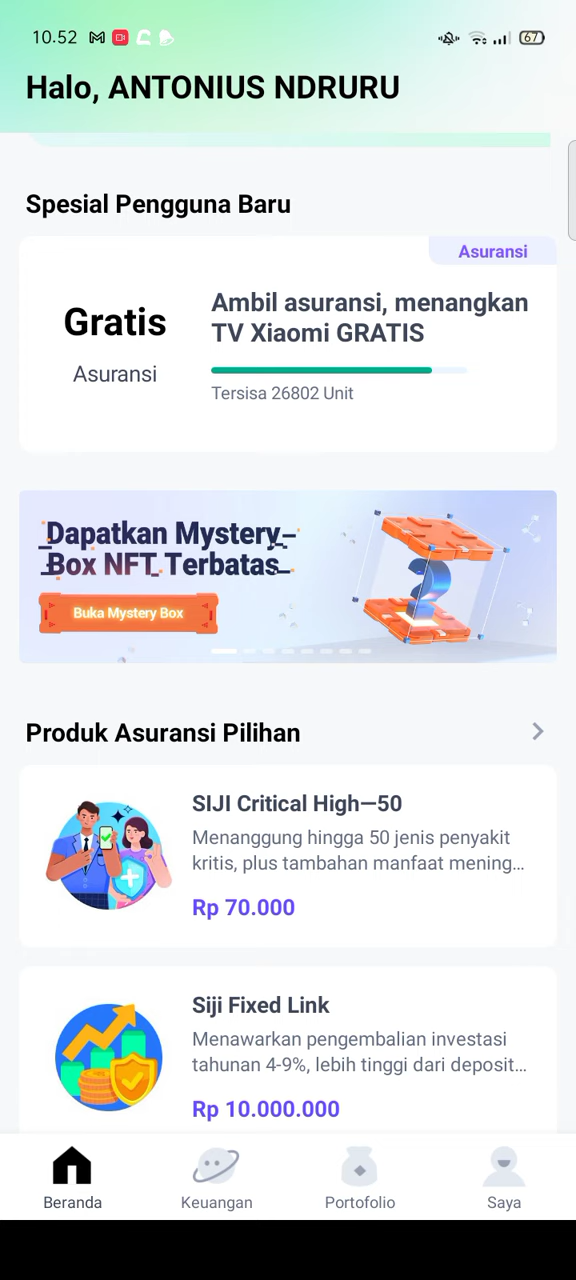 10.52
67
Halo, ANTONIUS NDRURU
Spesial Pengguna Baru
Asuransi
Gratis
Asuransi
Ambil asuransi, menangkan
TV Xiaomi GRATIS
Tersisa 26802 Unit
Dapatkan Mystery
Box NFT Terbatas
Buka Mystery Box
Produk Asuransi Pilihan
SIJI Critical High—50
Menanggung hingga 50 jenis penyakit
kritis, plus tambahan manfaat mening...
Rp 70.000
Siji Fixed Link
Menawarkan pengembalian investasi
tahunan 4-9%, lebih tinggi dari deposit...
Rp 10.000.000
Beranda
Keuangan
Portofolio
Saya